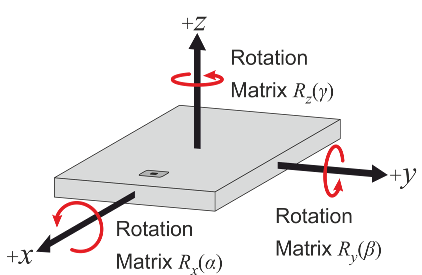 +z
Rotation
Matrix Rz(γ)
+y
Rotation
Matrix Ry(β)
+x
Rotation
Matrix Rx(α)